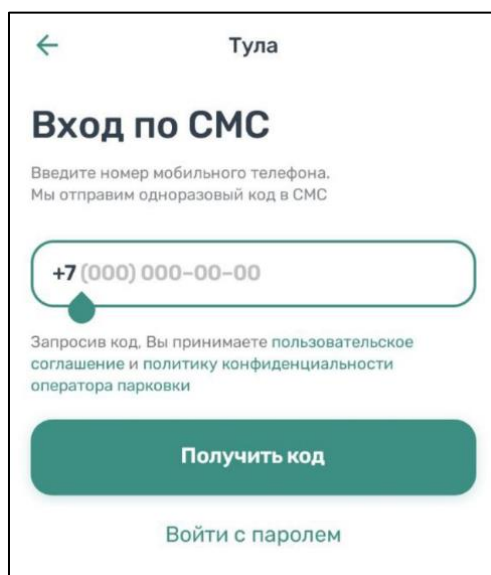 Тула
Вход по СМС
Введите номер мобильного телефона.
Мы отправим одноразовый код в СМС
+7 (000) 000-00-00
Запросив код, Вы принимаете пользовательское
соглашение и политику конфиденциальности
оператора парковки
Получить код
Войти с паролем